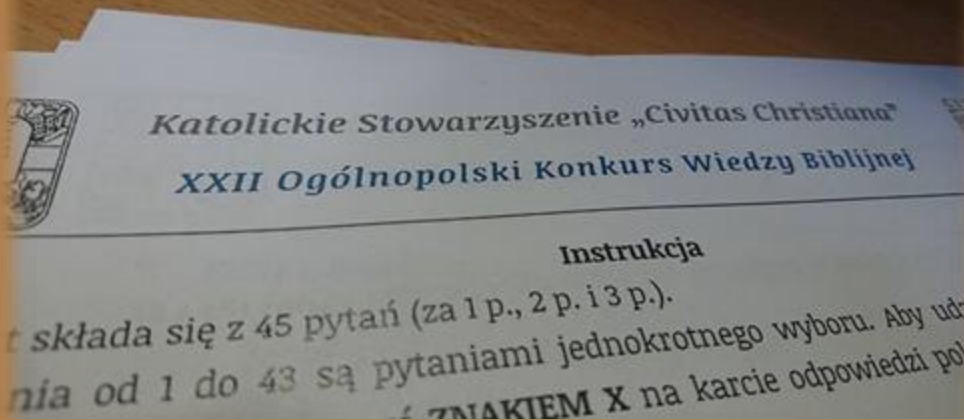 Katolickie Stowarzyszenie „Civitas Christiana”
XXII Ogólnopolski Konkurs Wiedzy Biblijnej
Instrukcja
składa się z 45 pytań (za 1 p., 2 p. i 3 p.).
nia od 1 do 43 są pytaniami jednokrotnego wyboru. Aby
ZNAKIEM X na karcie odpowiedzi